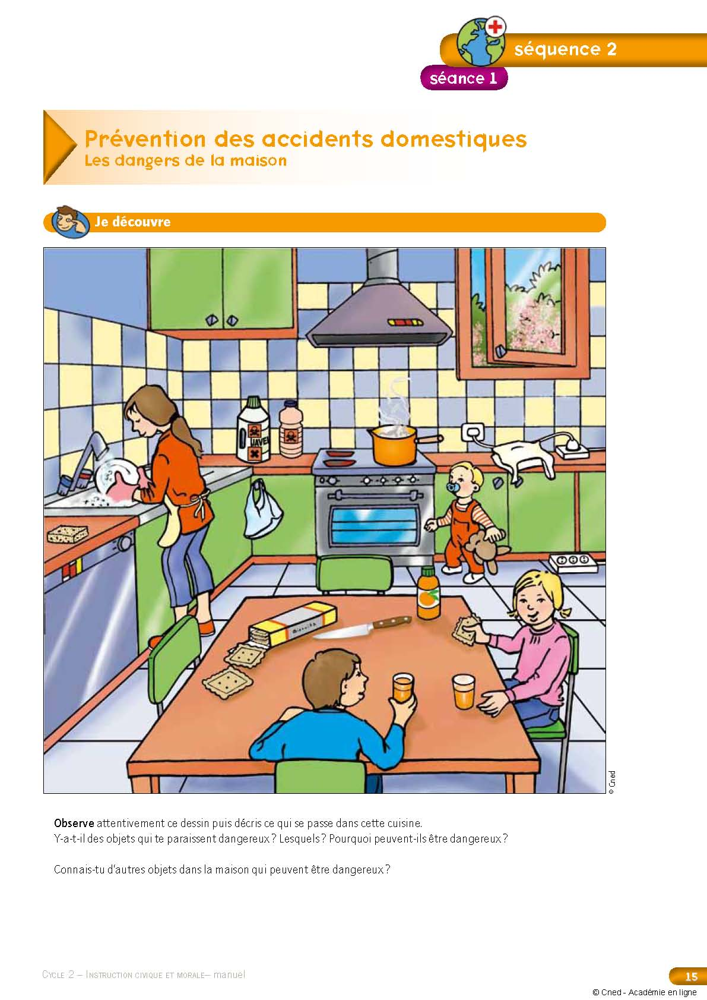 séquence 2
séance 1
Prévention des accidents domestiques
Les dangers de la maison
Je découvre
JAVEL
Biscuits
© Cned
Observe attentivement ce dessin puis décris ce qui se passe dans cette cuisine.
Y-a-t-il des objets qui te paraissent dangereux ? Lesquels ? Pourquoi peuvent-ils être dangereux ?
Connais-tu d'autres objets dans la maison qui peuvent être dangereux ?
Cycle 2 – Instruction civique et morale– manuel
15
© Cned - Académie en ligne